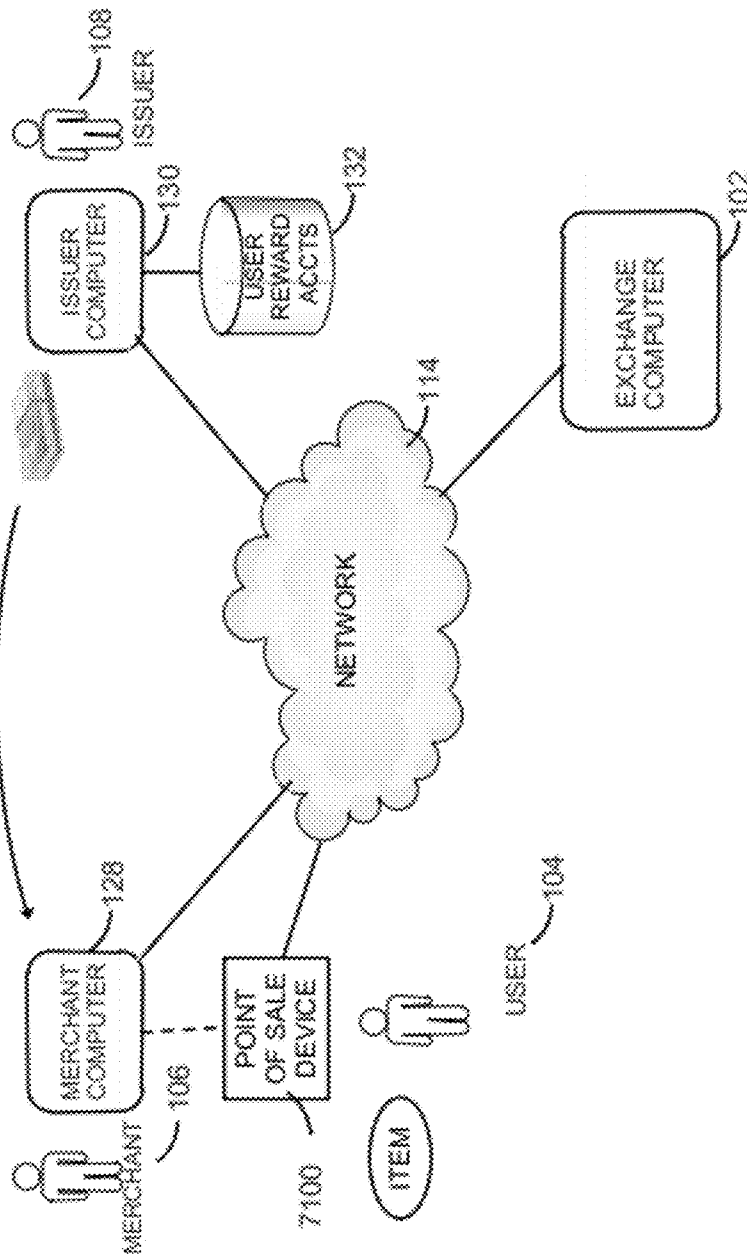 MERCHANT
106
MERCHANT
COMPUTER
128
POINT
OF SALE
DEVICE
7100
ITEM
USER
104
NETWORK
114
ISSUER
COMPUTER
130
108
ISSUER
USER
REWARD
ACCTS
132
EXCHANGE
COMPUTER
102